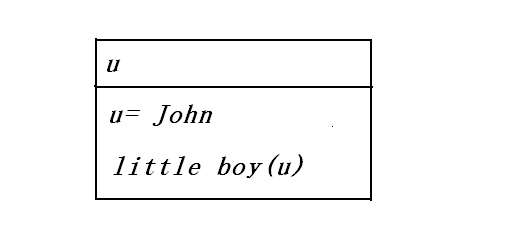 u
u= John
little boy(u)